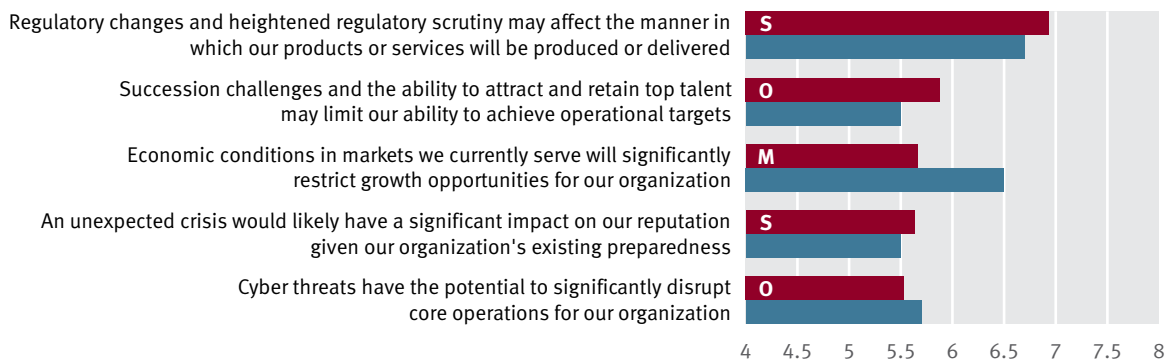 Regulatory changes and heightened regulatory scrutiny may affect the manner in
which our products or services will be produced or delivered
S
Succession challenges and the ability to attract and retain top talent
may limit our ability to achieve operational targets
O
Economic conditions in markets we currently serve will significantly
restrict growth opportunities for our organization
M
An unexpected crisis would likely have a significant impact on our reputation
given our organization's existing preparedness
S
Cyber threats have the potential to significantly disrupt
core operations for our organization
O
4 4.5 5 5.5 6 6.5 7 7.5 8